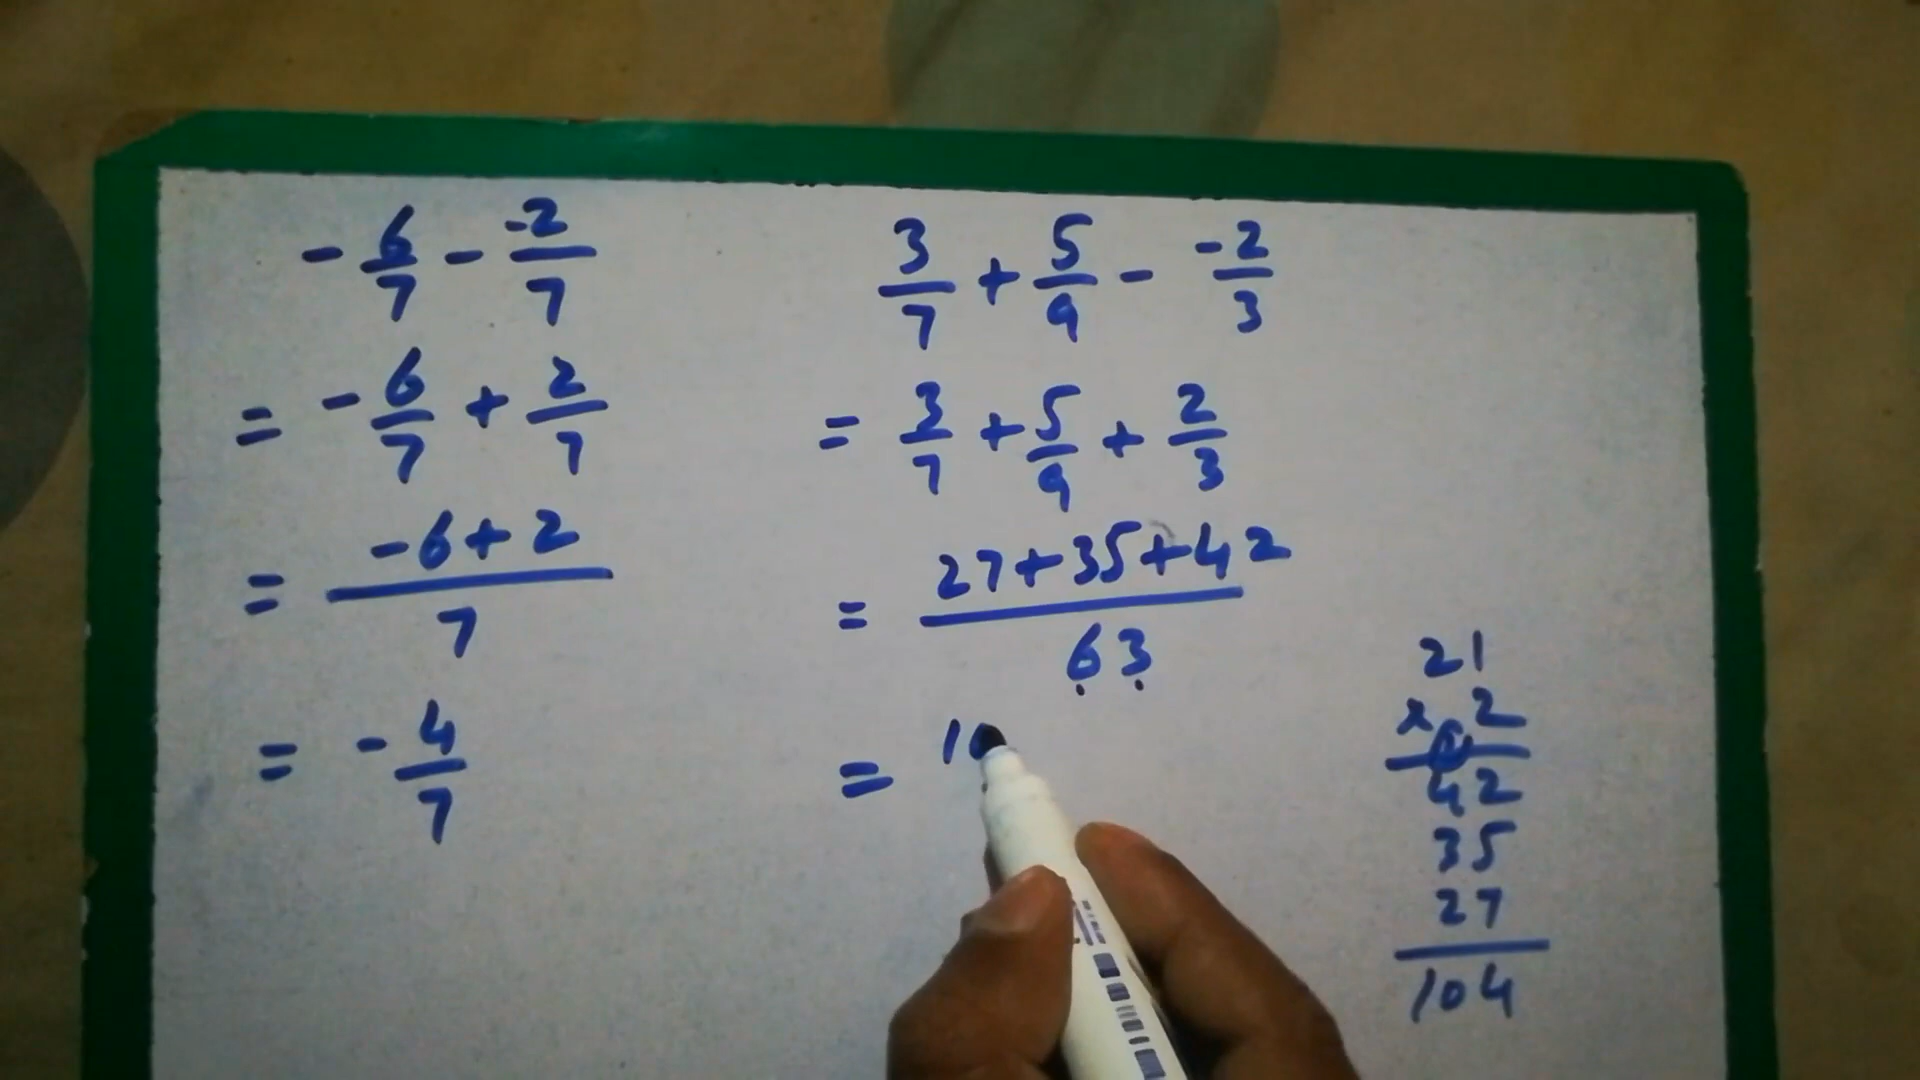 - 6/7 - -2/7
= - 6/7 + 2/7
= -6+2/7
= - 4/7
3/7 + 5/9 - -2/3
= 3/7 + 5/9 + 2/3
= 27+35+42/63
= 10
21
× 2
42
35
27
104